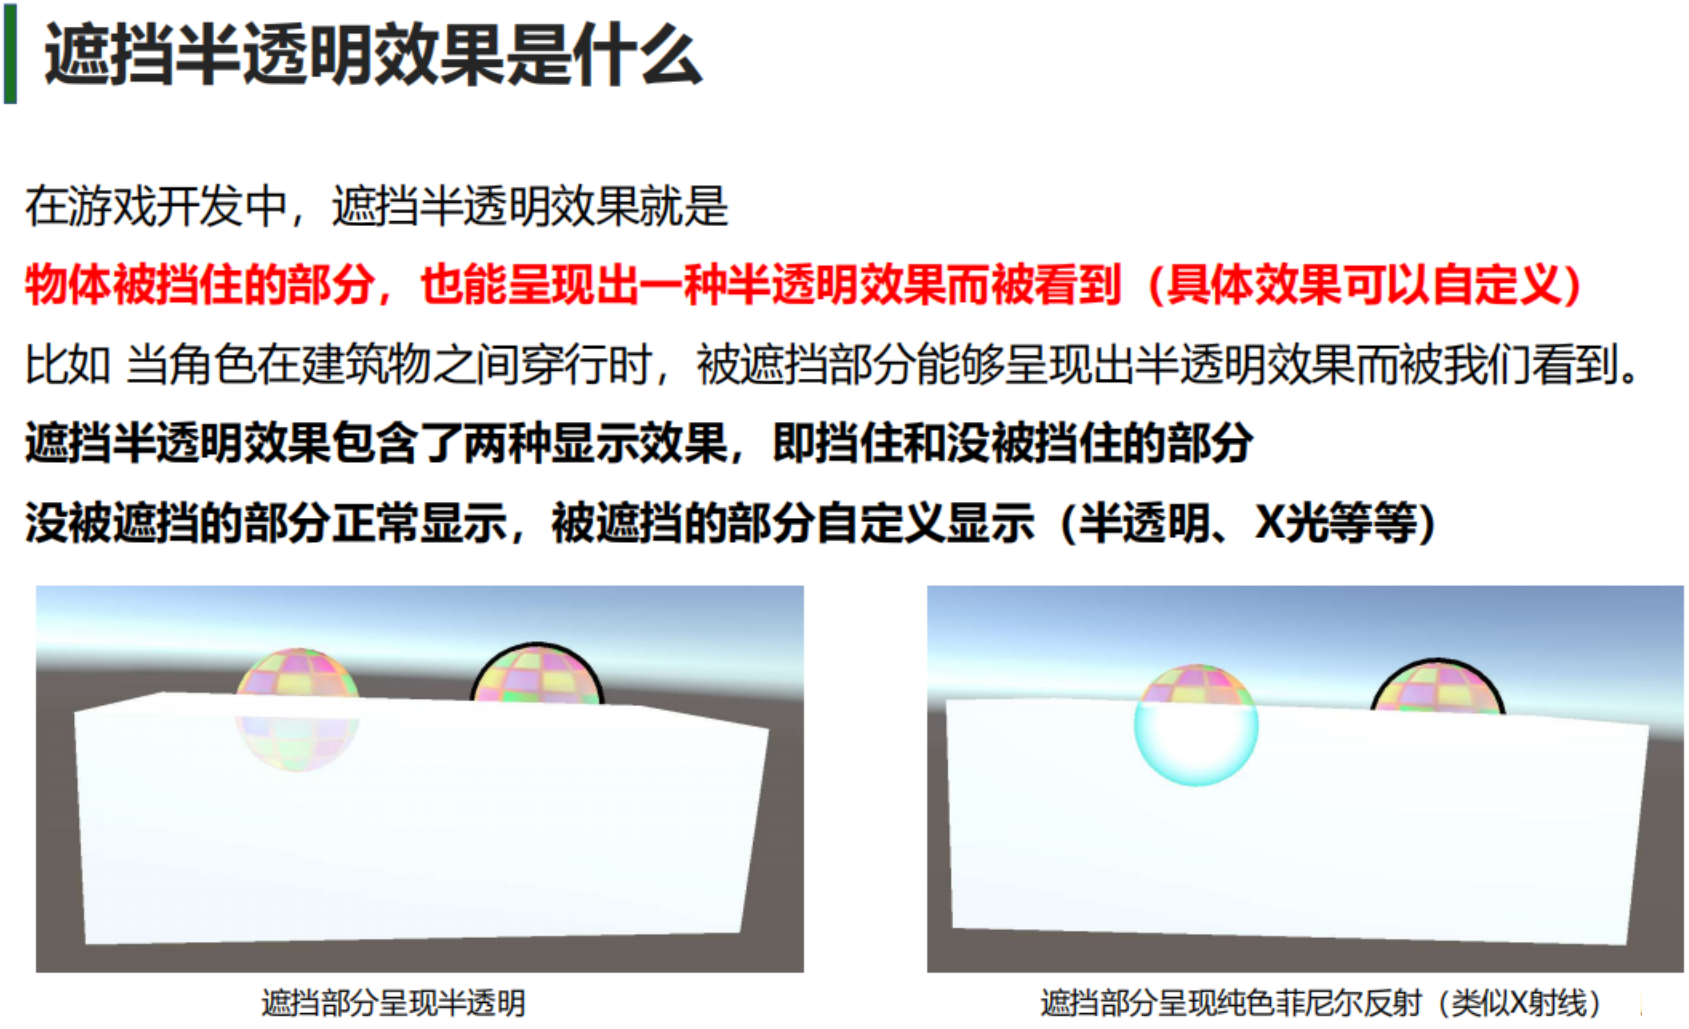 遮挡半透明效果是什么
在游戏开发中，遮挡半透明效果就是
物体被挡住的部分，也能呈现出一种半透明效果而被看到（具体效果可以自定义）
比如 当角色在建筑物之间穿行时，被遮挡部分能够呈现出半透明效果而被我们看到。
遮挡半透明效果包含了两种显示效果，即挡住和没被挡住的部分
没被遮挡的部分正常显示，被遮挡的部分自定义显示（半透明、X光等等）
遮挡部分呈现半透明
遮挡部分呈现纯色菲尼尔反射（类似X射线）